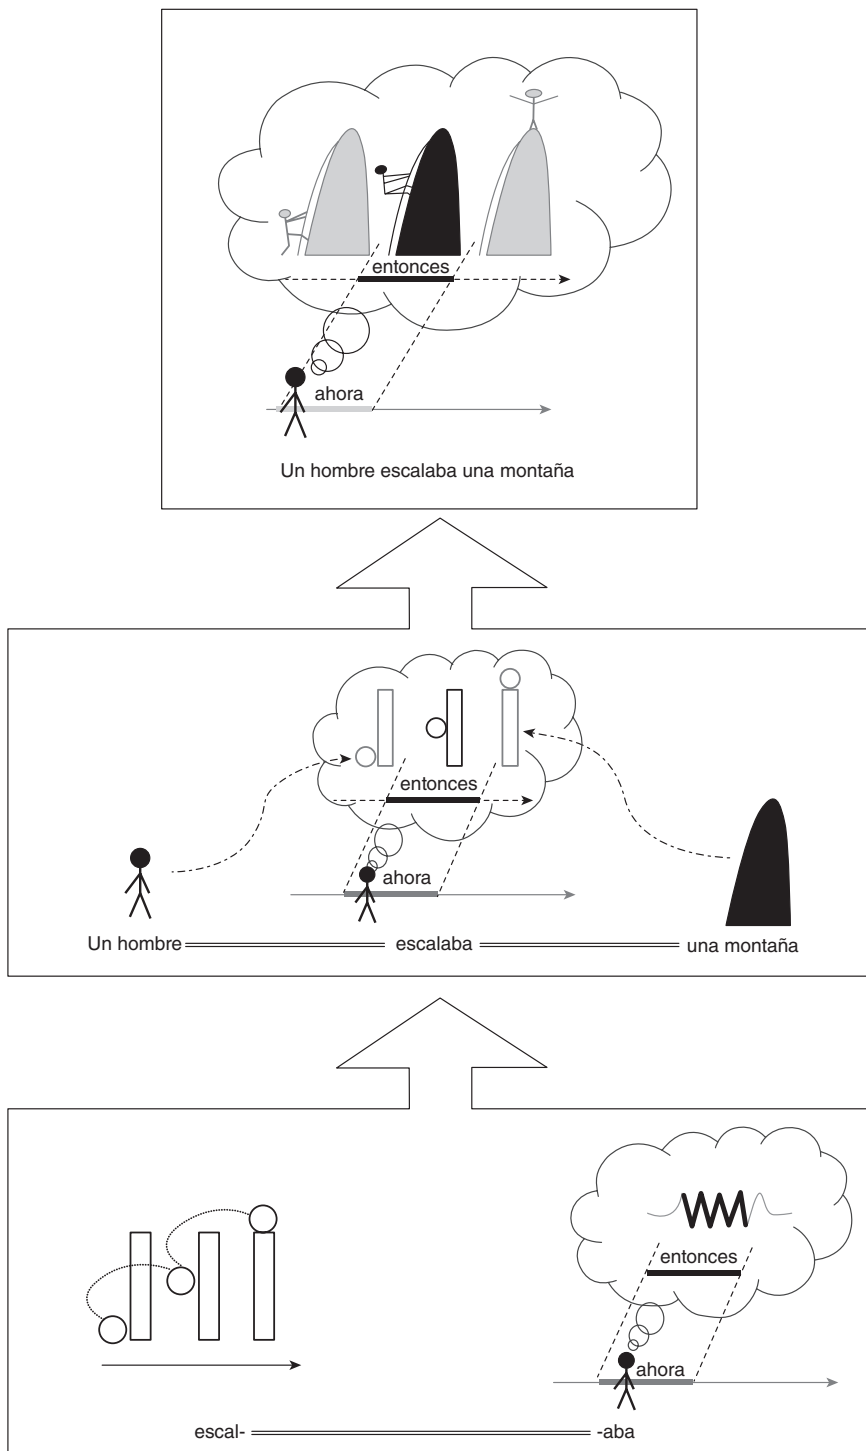 entonces
ahora
Un hombre escalaba una montaña
entonces
ahora
Un hombre escalaba una montaña
entonces
ahora
escal- -aba